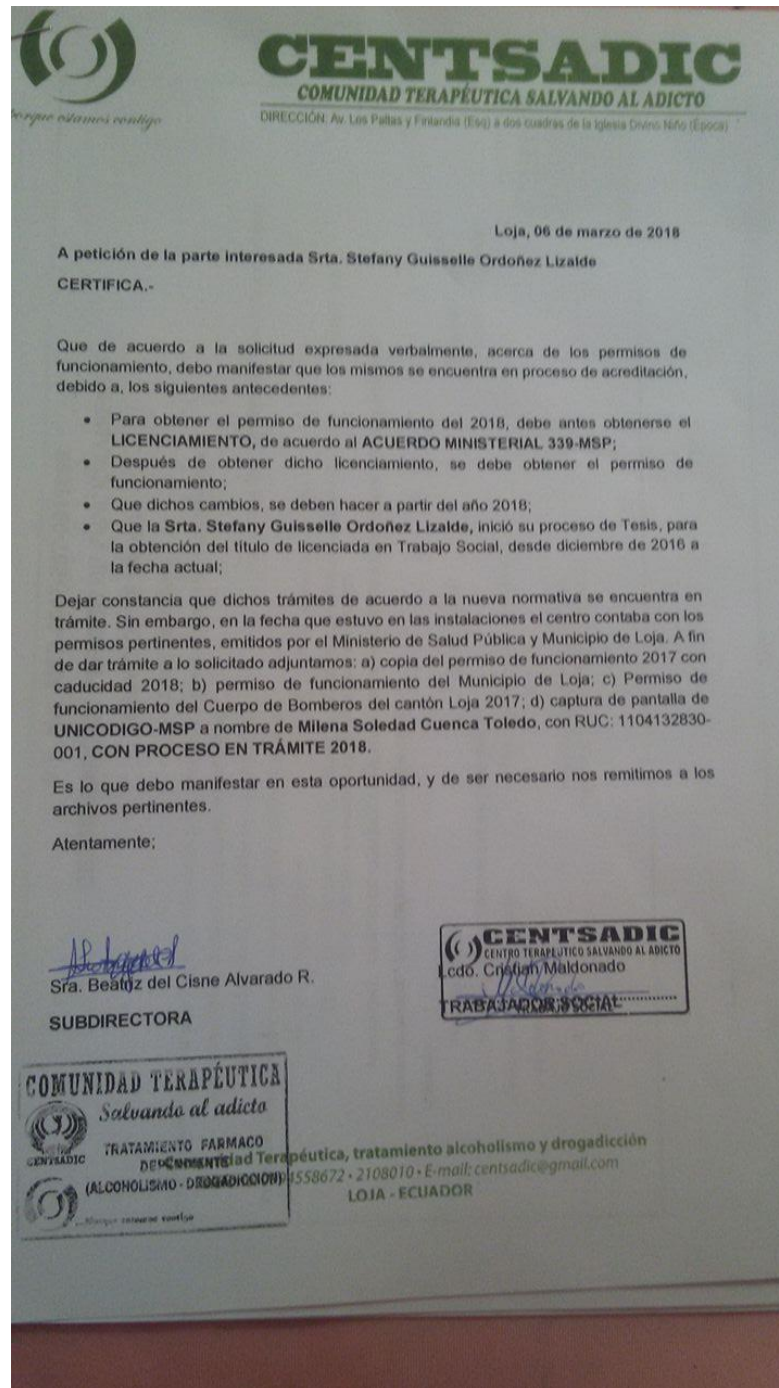 CENTSADIC
COMUNIDAD TERAPÉUTICA SALVANDO AL ADICTO
porque estamos contigo
DIRECCIÓN: Av. Los Paltas y Finlandia (Esq) a dos cuadras de la Iglesia Divino Niño (Época)
Loja, 06 de marzo de 2018
A petición de la parte interesada Srta. Stefany Guisselle Ordoñez Lizalde
CERTIFICA.-
Que de acuerdo a la solicitud expresada verbalmente, acerca de los permisos de
funcionamiento, debo manifestar que los mismos se encuentra en proceso de acreditación,
debido a, los siguientes antecedentes:
• Para obtener el permiso de funcionamiento del 2018, debe antes obtenerse el
LICENCIAMIENTO, de acuerdo al ACUERDO MINISTERIAL 339-MSP;
• Después de obtener dicho licenciamiento, se debe obtener el permiso de
funcionamiento;
• Que dichos cambios, se deben hacer a partir del año 2018;
• Que la Srta. Stefany Guisselle Ordoñez Lizalde, inició su proceso de Tesis, para
la obtención del título de licenciada en Trabajo Social, desde diciembre de 2016 a
la fecha actual;
Dejar constancia que dichos trámites de acuerdo a la nueva normativa se encuentra en
trámite. Sin embargo, en la fecha que estuvo en las instalaciones el centro contaba con los
permisos pertinentes, emitidos por el Ministerio de Salud Pública y Municipio de Loja. A fin
de dar trámite a lo solicitado adjuntamos: a) copia del permiso de funcionamiento 2017 con
caducidad 2018; b) permiso de funcionamiento del Municipio de Loja; c) Permiso de
funcionamiento del Cuerpo de Bomberos del cantón Loja 2017; d) captura de pantalla de
UNICODIGO-MSP a nombre de Milena Soledad Cuenca Toledo, con RUC: 1104132830-
001, CON PROCESO EN TRÁMITE 2018.
Es lo que debo manifestar en esta oportunidad, y de ser necesario nos remitimos a los
archivos pertinentes.
Atentamente;
Sra. Beatriz del Cisne Alvarado R.
SUBDIRECTORA
CENTSADIC
CENTRO TERAPEUTICO SALVANDO AL ADICTO
Lcdo. Cristian Maldonado
TRABAJADOR SOCIAL
COMUNIDAD TERAPÉUTICA
Salvando al adicto
CENTSADIC
TRATAMIENTO FARMACO
DEPENDIENTE
(ALCOHOLISMO - DROGADICCION)
Comunidad Terapéutica, tratamiento alcoholismo y drogadicción
4558672 • 2108010 • E-mail: centsadic@gmail.com
LOJA - ECUADOR